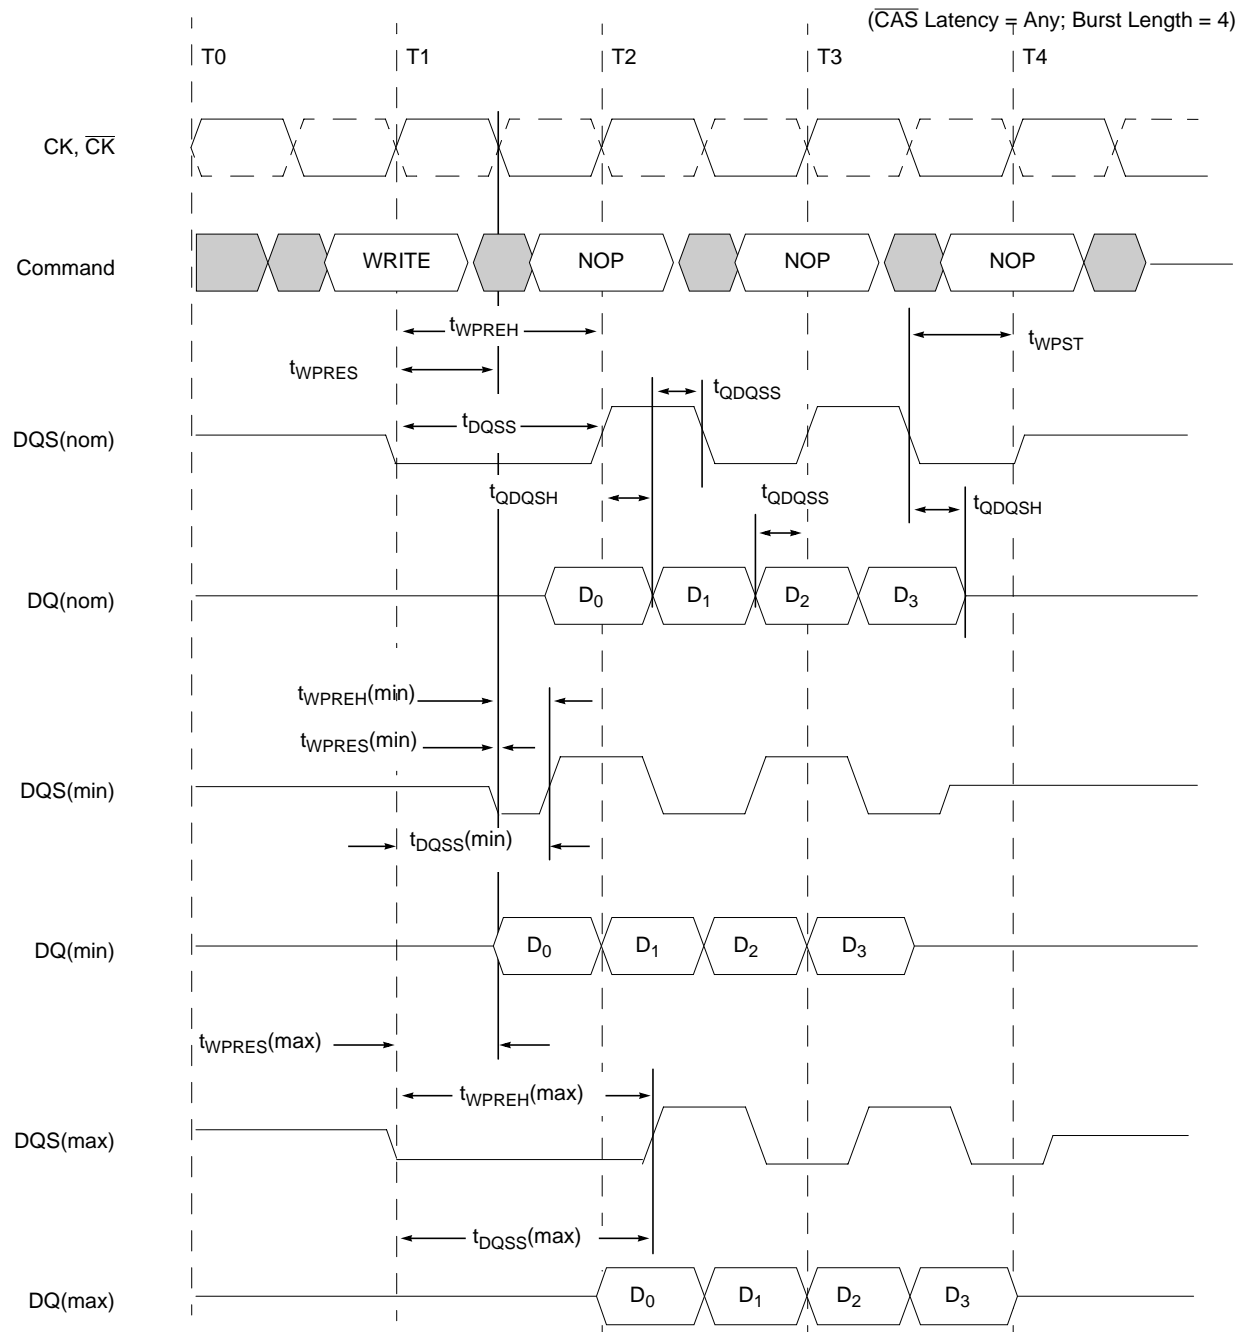 (C̅A̅S̅ Latency = Any; Burst Length = 4)
T0 T1 T2 T3 T4
CK, C̅K̅
Command WRITE NOP NOP NOP
tWPREH
tWPST
tWPRES
tQDQSS
DQS(nom) tDQSS
tQDQSH tQDQSS tQDQSH
DQ(nom) D0 D1 D2 D3
tWPREH(min)
tWPRES(min)
DQS(min)
tDQSS(min)
DQ(min) D0 D1 D2 D3
tWPRES(max)
tWPREH(max)
DQS(max)
tDQSS(max)
DQ(max) D0 D1 D2 D3